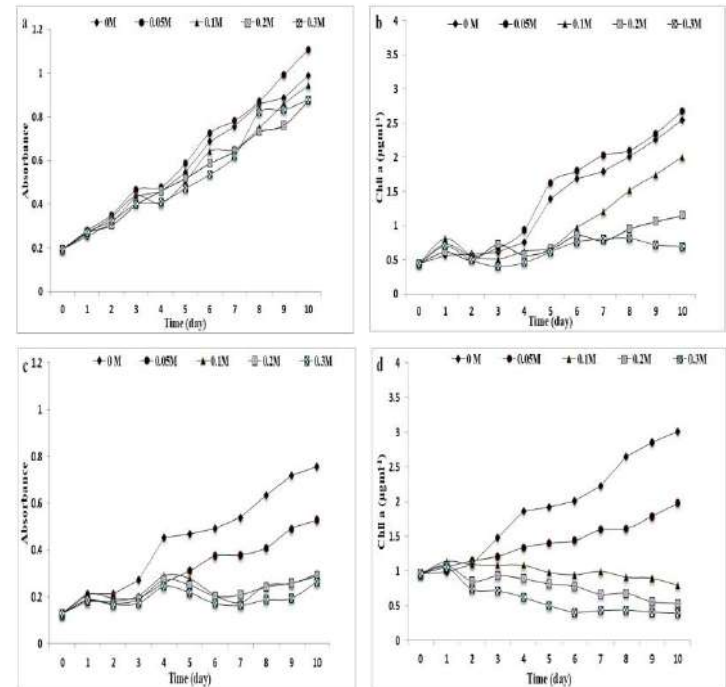 a
0M 0.05M 0.1M 0.2M 0.3M
1.2
1
0.8
0.6
0.4
0.2
0
Absorbance
0 1 2 3 4 5 6 7 8 9 10
Time (day)
b
0 M 0.05M 0.1M 0.2M 0.3M
4
3.5
3
2.5
2
1.5
1
0.5
0
Chll a (µgml⁻¹)
0 1 2 3 4 5 6 7 8 9 10
Time (day)
c
0 M 0.05M 0.1M 0.2M 0.3M
1.2
1
0.8
0.6
0.4
0.2
0
Absorbance
0 1 2 3 4 5 6 7 8 9 10
Time (day)
d
0 M 0.05M 0.1M 0.2M 0.3M
4
3.5
3
2.5
2
1.5
1
0.5
0
Chll a (µgml⁻¹)
0 1 2 3 4 5 6 7 8 9 10
Time (day)